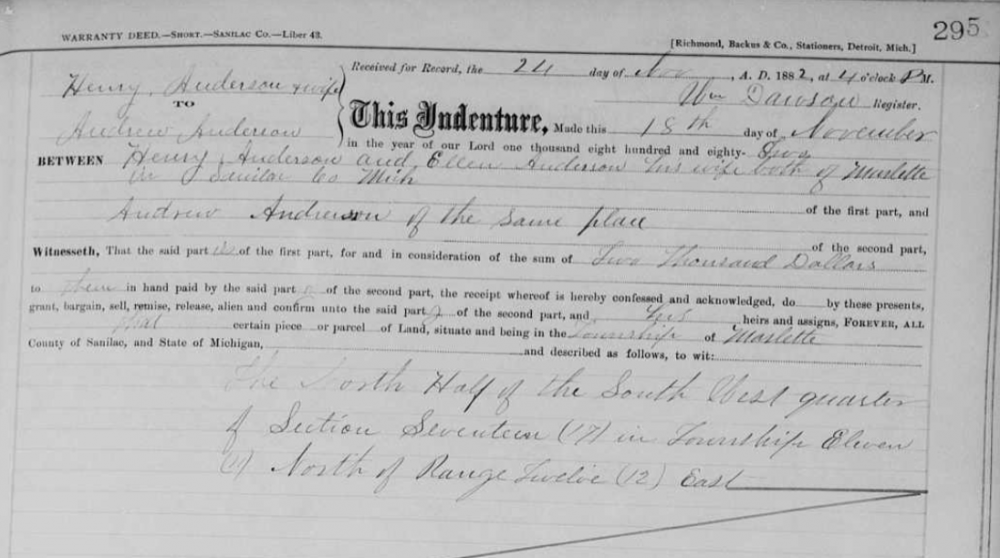 295
WARRANTY DEED.—SHORT.—SANILAC CO.—Liber 43.
[Richmond, Backus & Co., Stationers, Detroit, Mich.]
Henry Anderson & wife
TO
Andrew Anderson
Received for Record, the 24 day of Nov, A. D. 1882, at 4 o'clock P M.
Wm Dawson Register.
This Indenture, Made this 18th day of November
in the year of our Lord one thousand eight hundred and eighty- Two
BETWEEN Henry Anderson and Ellen Anderson his wife both of Marlette
in Sanilac Co Mich
of the first part, and
Andrew Anderson of the same place
of the second part,
Witnesseth, That the said part ies of the first part, for and in consideration of the sum of Two Thousand Dollars
to them in hand paid by the said part y of the second part, the receipt whereof is hereby confessed and acknowledged, do by these presents,
grant, bargain, sell, remise, release, alien and confirm unto the said part y of the second part, and his heirs and assigns, FOREVER, ALL
that certain piece or parcel of Land, situate and being in the Township of Marlette
County of Sanilac, and State of Michigan, and described as follows, to wit:
The North Half of the South West quarter
of Section Seventeen (17) in Township Eleven
(11) North of Range Twelve (12) East